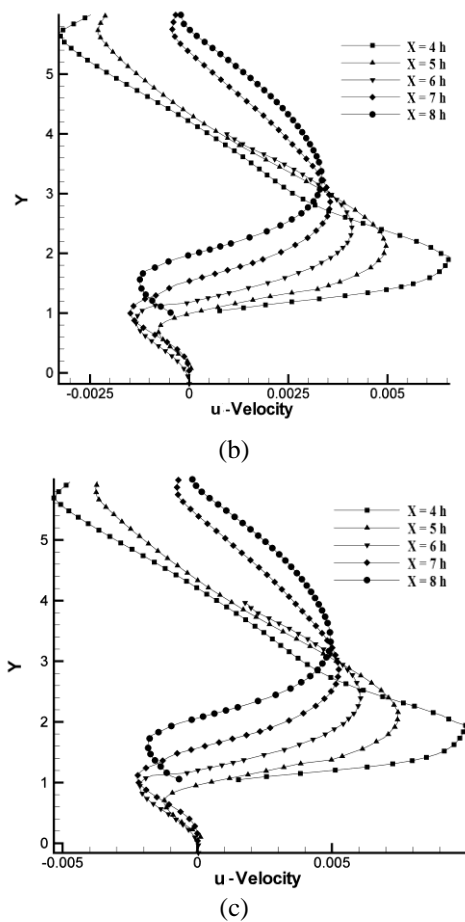 5
4
3
2
1
0
Y
X = 4 h
X = 5 h
X = 6 h
X = 7 h
X = 8 h
-0.0025 0 0.0025 0.005
u -Velocity
(b)
5
4
3
2
1
0
Y
X = 4 h
X = 5 h
X = 6 h
X = 7 h
X = 8 h
-0.005 0 0.005
u -Velocity
(c)